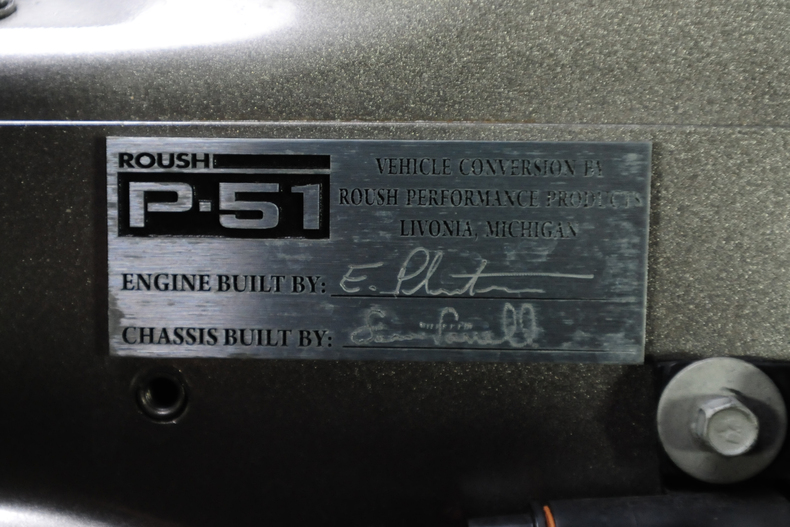 ROUSH
P-51
VEHICLE CONVERSION BY
ROUSH PERFORMANCE PRODUCTS
LIVONIA, MICHIGAN
ENGINE BUILT BY: E.
CHASSIS BUILT BY: